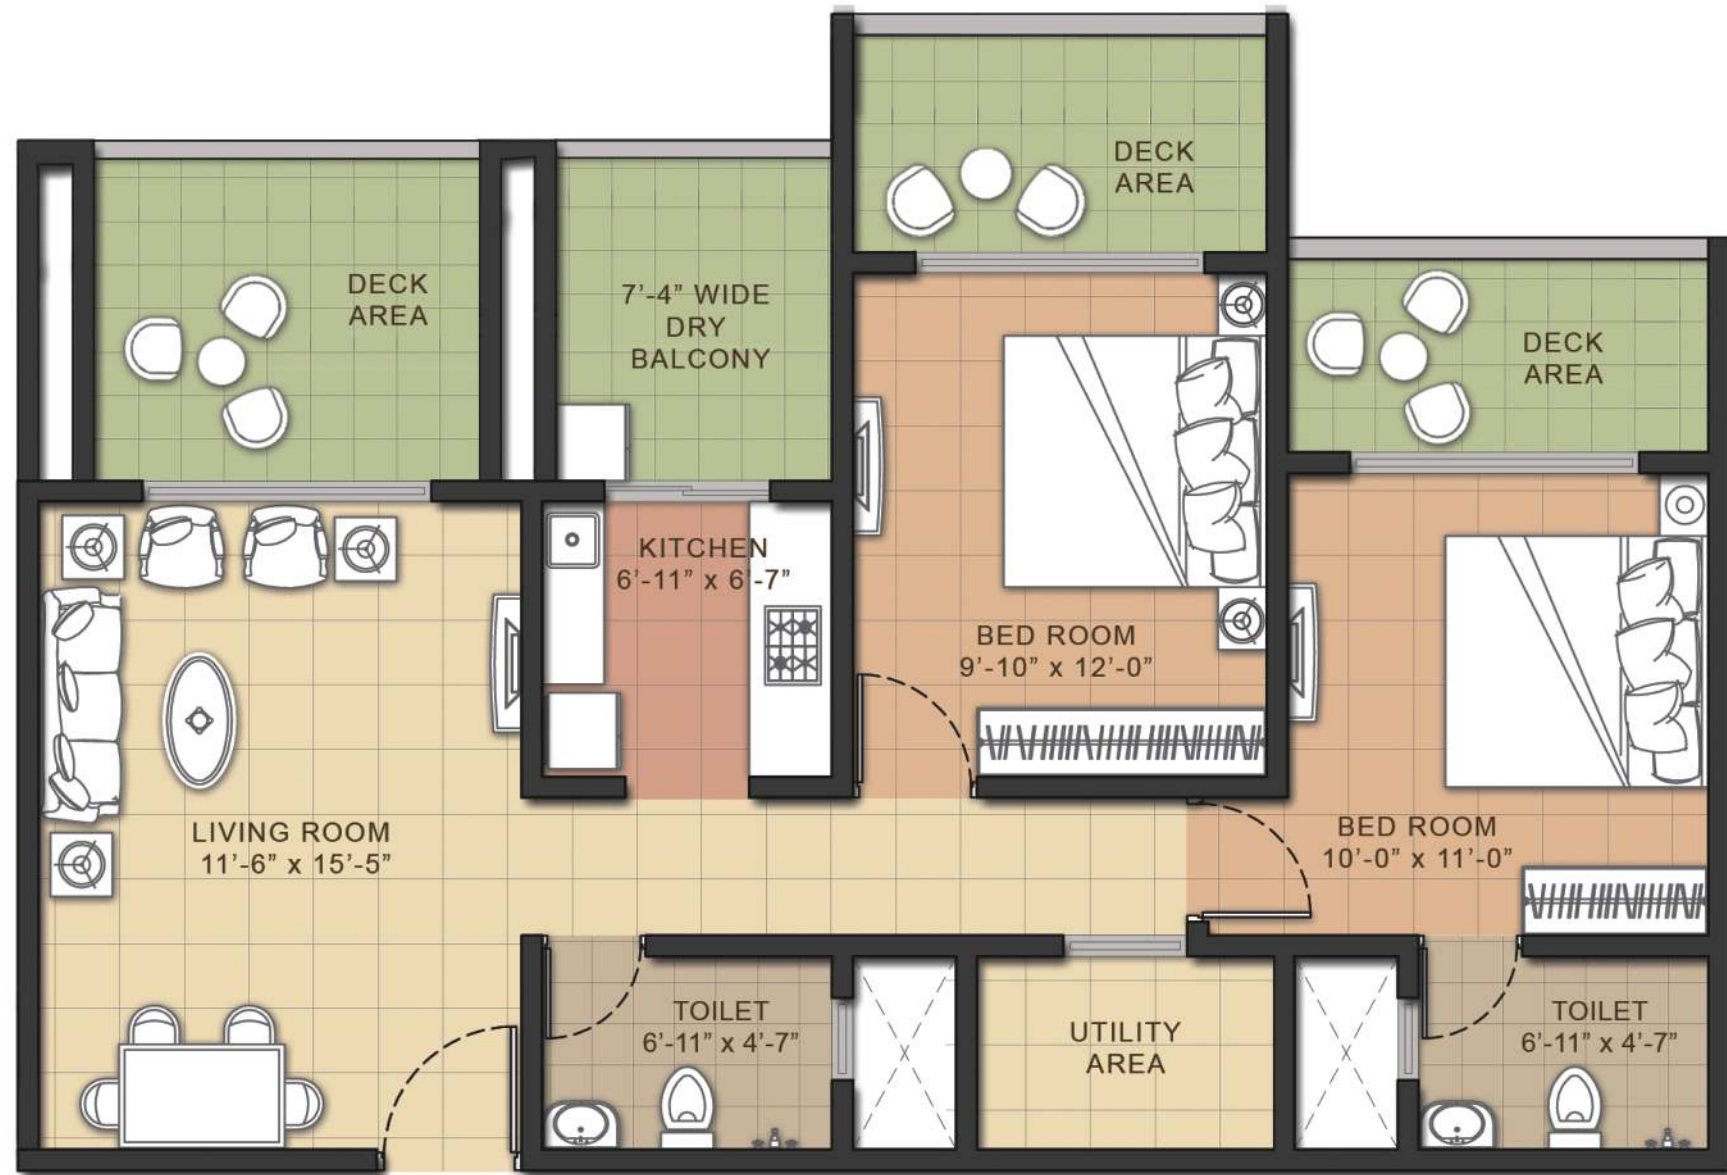 DECK
AREA
DECK
AREA
7’-4” WIDE
DRY
BALCONY
DECK
AREA
KITCHEN
6’-11” x 6’-7”
BED ROOM
9’-10” x 12’-0”
LIVING ROOM
11’-6” x 15’-5”
BED ROOM
10’-0” x 11’-0”
TOILET
6’-11” x 4’-7”
UTILITY
AREA
TOILET
6’-11” x 4’-7”